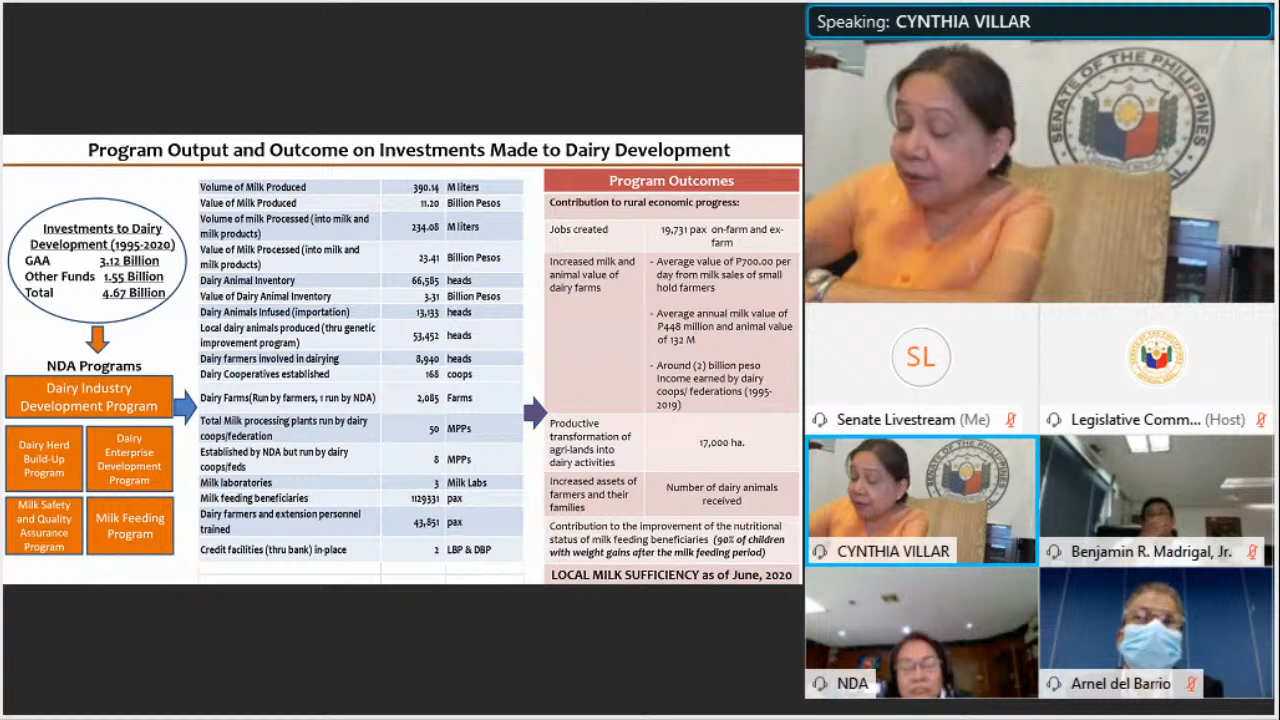 Speaking: CYNTHIA VILLAR
SENATE OF THE PHILIPPINES
Program Output and Outcome on Investments Made to Dairy Development
Investments to Dairy
Development (1995-2020)
GAA 3.12 Billion
Other Funds 1.55 Billion
Total 4.67 Billion
NDA Programs
Dairy Industry
Development Program
Dairy Herd
Build-Up
Program
Dairy
Enterprise
Development
Program
Milk Safety
and Quality
Assurance
Program
Milk Feeding
Program
Volume of Milk Produced 390.14 M liters
Value of Milk Produced 11.20 Billion Pesos
Volume of milk Processed (into milk and
milk products) 234.08 M liters
Value of Milk Processed (into milk and
milk products) 23.41 Billion Pesos
Dairy Animal Inventory 66,585 heads
Value of Dairy Animal Inventory 3.31 Billion Pesos
Dairy Animals Infused (importation) 13,133 heads
Local dairy animals produced (thru genetic
improvement program) 53,452 heads
Dairy farmers involved in dairying 8,940 heads
Dairy Cooperatives established 168 coops
Dairy Farms(Run by farmers, 1 run by NDA) 2,085 Farms
Total Milk processing plants run by dairy
coops/federation 50 MPPs
Established by NDA but run by dairy
coops/feds 8 MPPs
Milk laboratories 3 Milk Labs
Milk feeding beneficiaries 1129331 pax
Dairy farmers and extension personnel
trained 43,851 pax
Credit facilities (thru bank) in-place 2 LBP & DBP
Program Outcomes
Contribution to rural economic progress:
Jobs created 19,731 pax on-farm and ex-
farm
Increased milk and
animal value of
dairy farms
- Average value of P700.00 per
day from milk sales of small
hold farmers
- Average annual milk value of
P448 million and animal value
of 132 M
- Around (2) billion peso
Income earned by dairy
coops/ federations (1995-
2019)
Productive
transformation of
agri-lands into
dairy activities
17,000 ha.
Increased assets of
farmers and their
families
Number of dairy animals
received
Contribution to the improvement of the nutritional
status of milk feeding beneficiaries (90% of children
with weight gains after the milk feeding period)
LOCAL MILK SUFFICIENCY as of June, 2020
SL
Senate Livestream (Me)
Legislative Comm... (Host)
CYNTHIA VILLAR
Benjamin R. Madrigal, Jr.
NDA
Arnel del Barrio